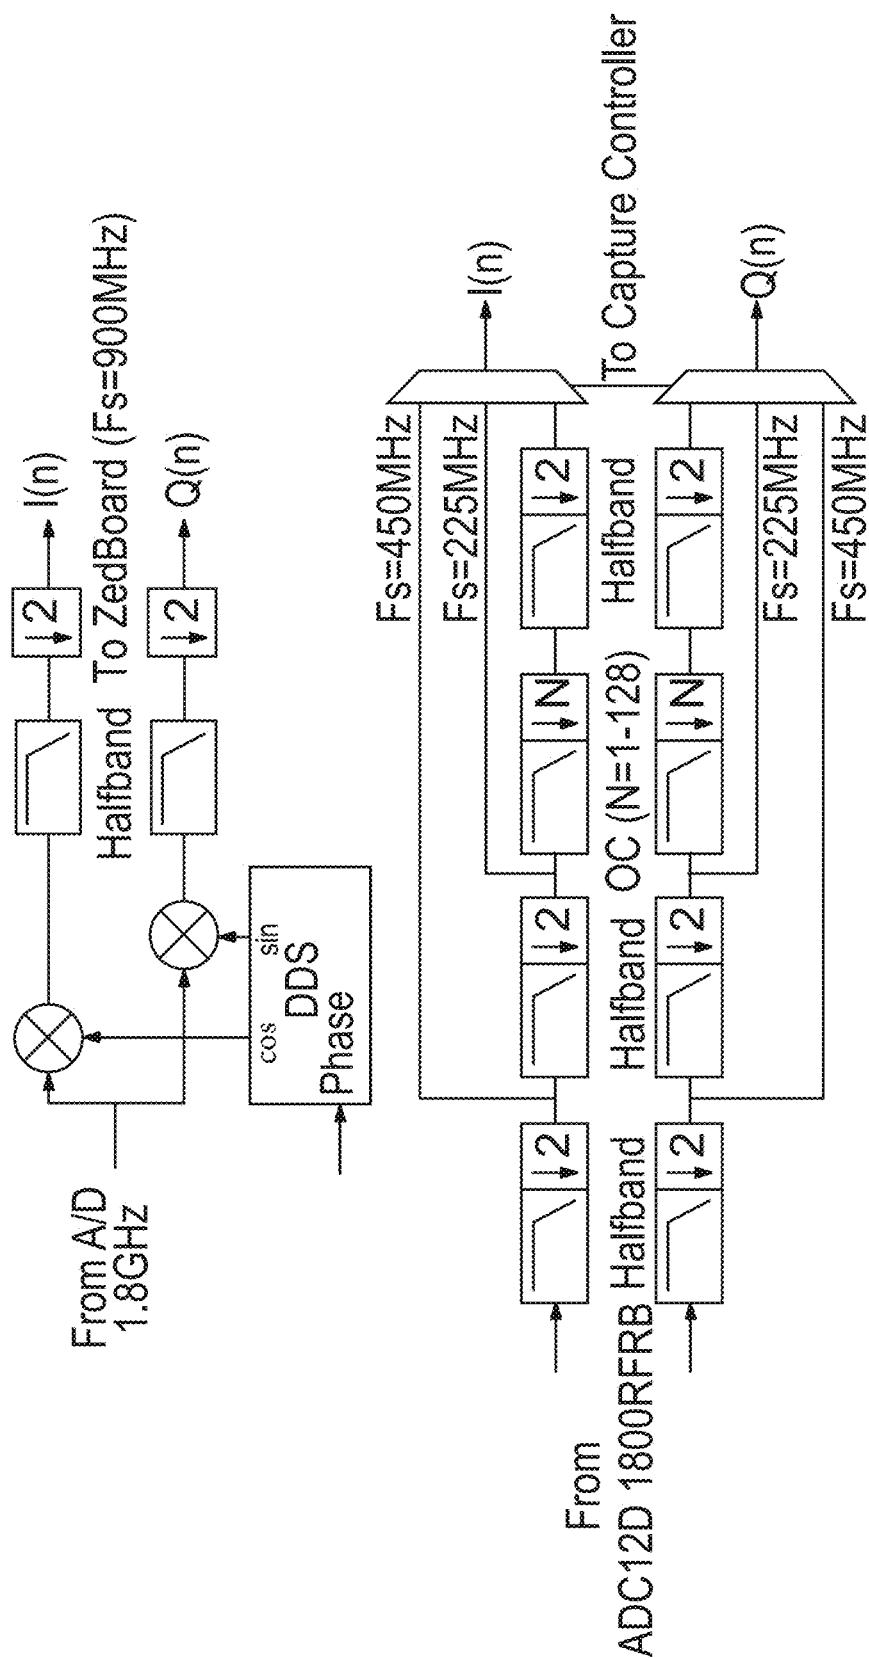 From A/D
1.8GHz
I(n)
2
Halfband
To ZedBoard (Fs=900MHz)
Q(n)
2
cos
sin
DDS
Phase
Fs=450MHz
Fs=225MHz
I(n)
2
2
N
2
From
ADC12D 1800RFRB
Halfband
Halfband
OC (N=1-128)
Halfband
To Capture Controller
2
2
N
2
Q(n)
Fs=225MHz
Fs=450MHz